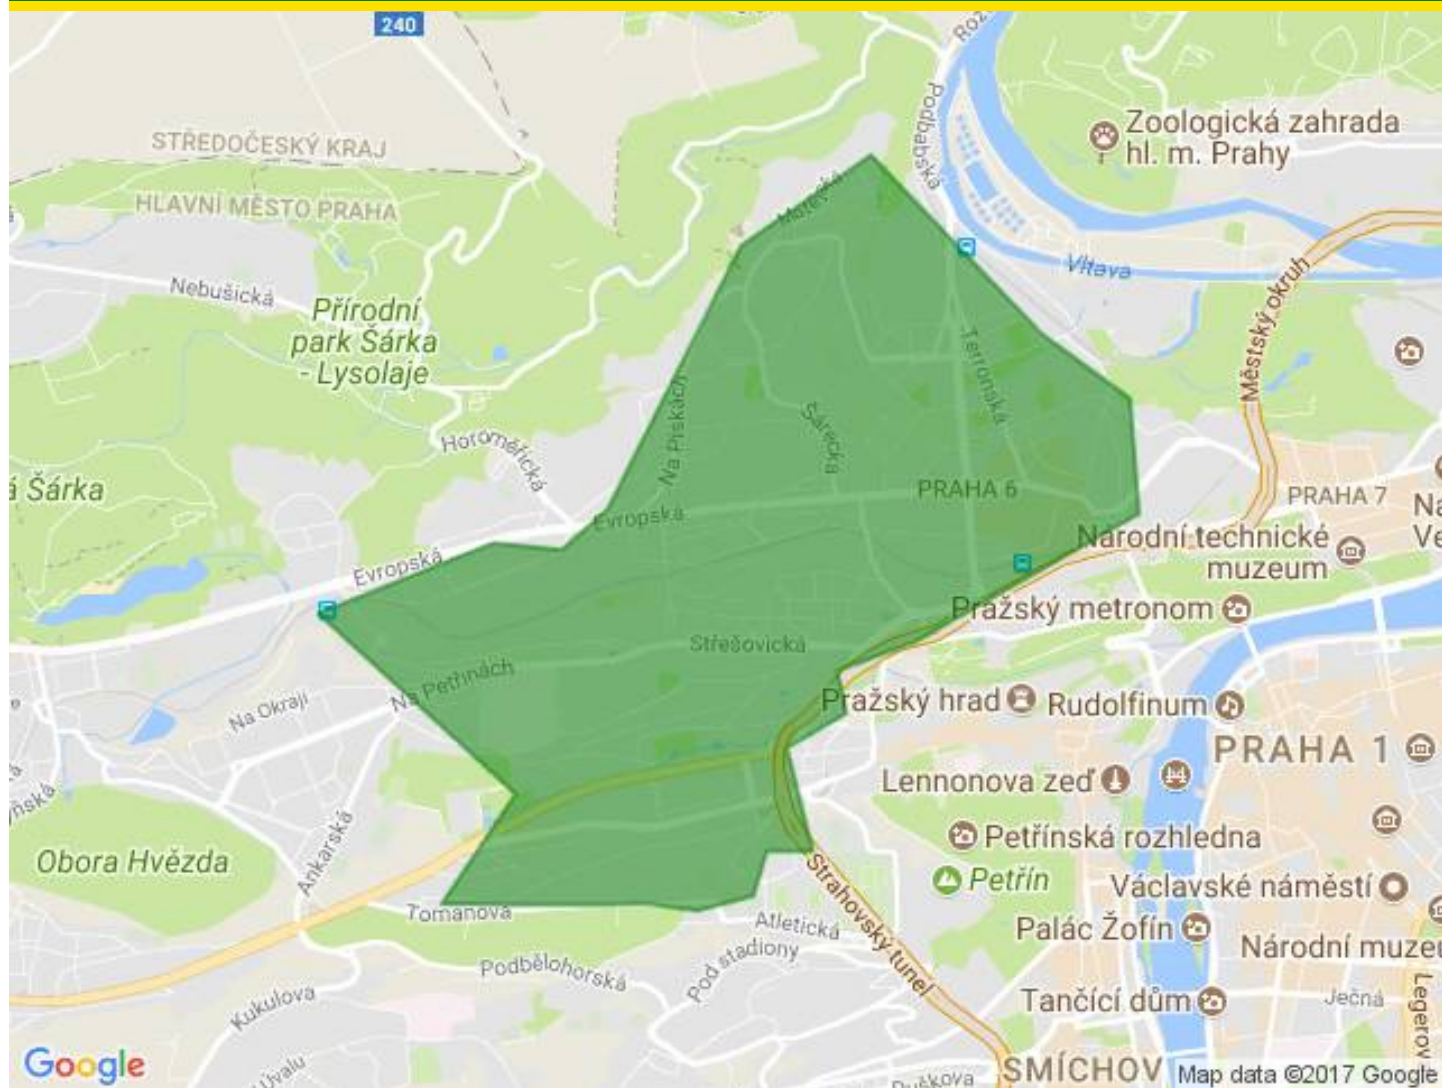 240
Podbabská
Zoologická zahrada
hl. m. Prahy
STŘEDOČESKÝ KRAJ
HLAVNÍ MĚSTO PRAHA
Matějská
Vltava
Nebušická
Přírodní
park Šárka
- Lysolaje
Městský okruh
Terronská
Na Pískách
Šárecká
Horoměřická
á Šárka
PRAHA 6
PRAHA 7
Evropská
Evropská
Národní technické
muzeum
Pražský metronom
Střešovická
Na Petřinách
Na Okraji
Pražský hrad
Rudolfinum
PRAHA 1
Lennonova zeď
Petřínská rozhledna
Obora Hvězda
Ankarská
Petřín
Václavské náměstí
Tomanova
Atletická
Strahovský tunel
Palác Žofín
Národní muzeu
Pod stadiony
Podbělohorská
Kukulova
Tančící dům
Ječná
Legerov
Google
SMÍCHOV
Map data ©2017 Google